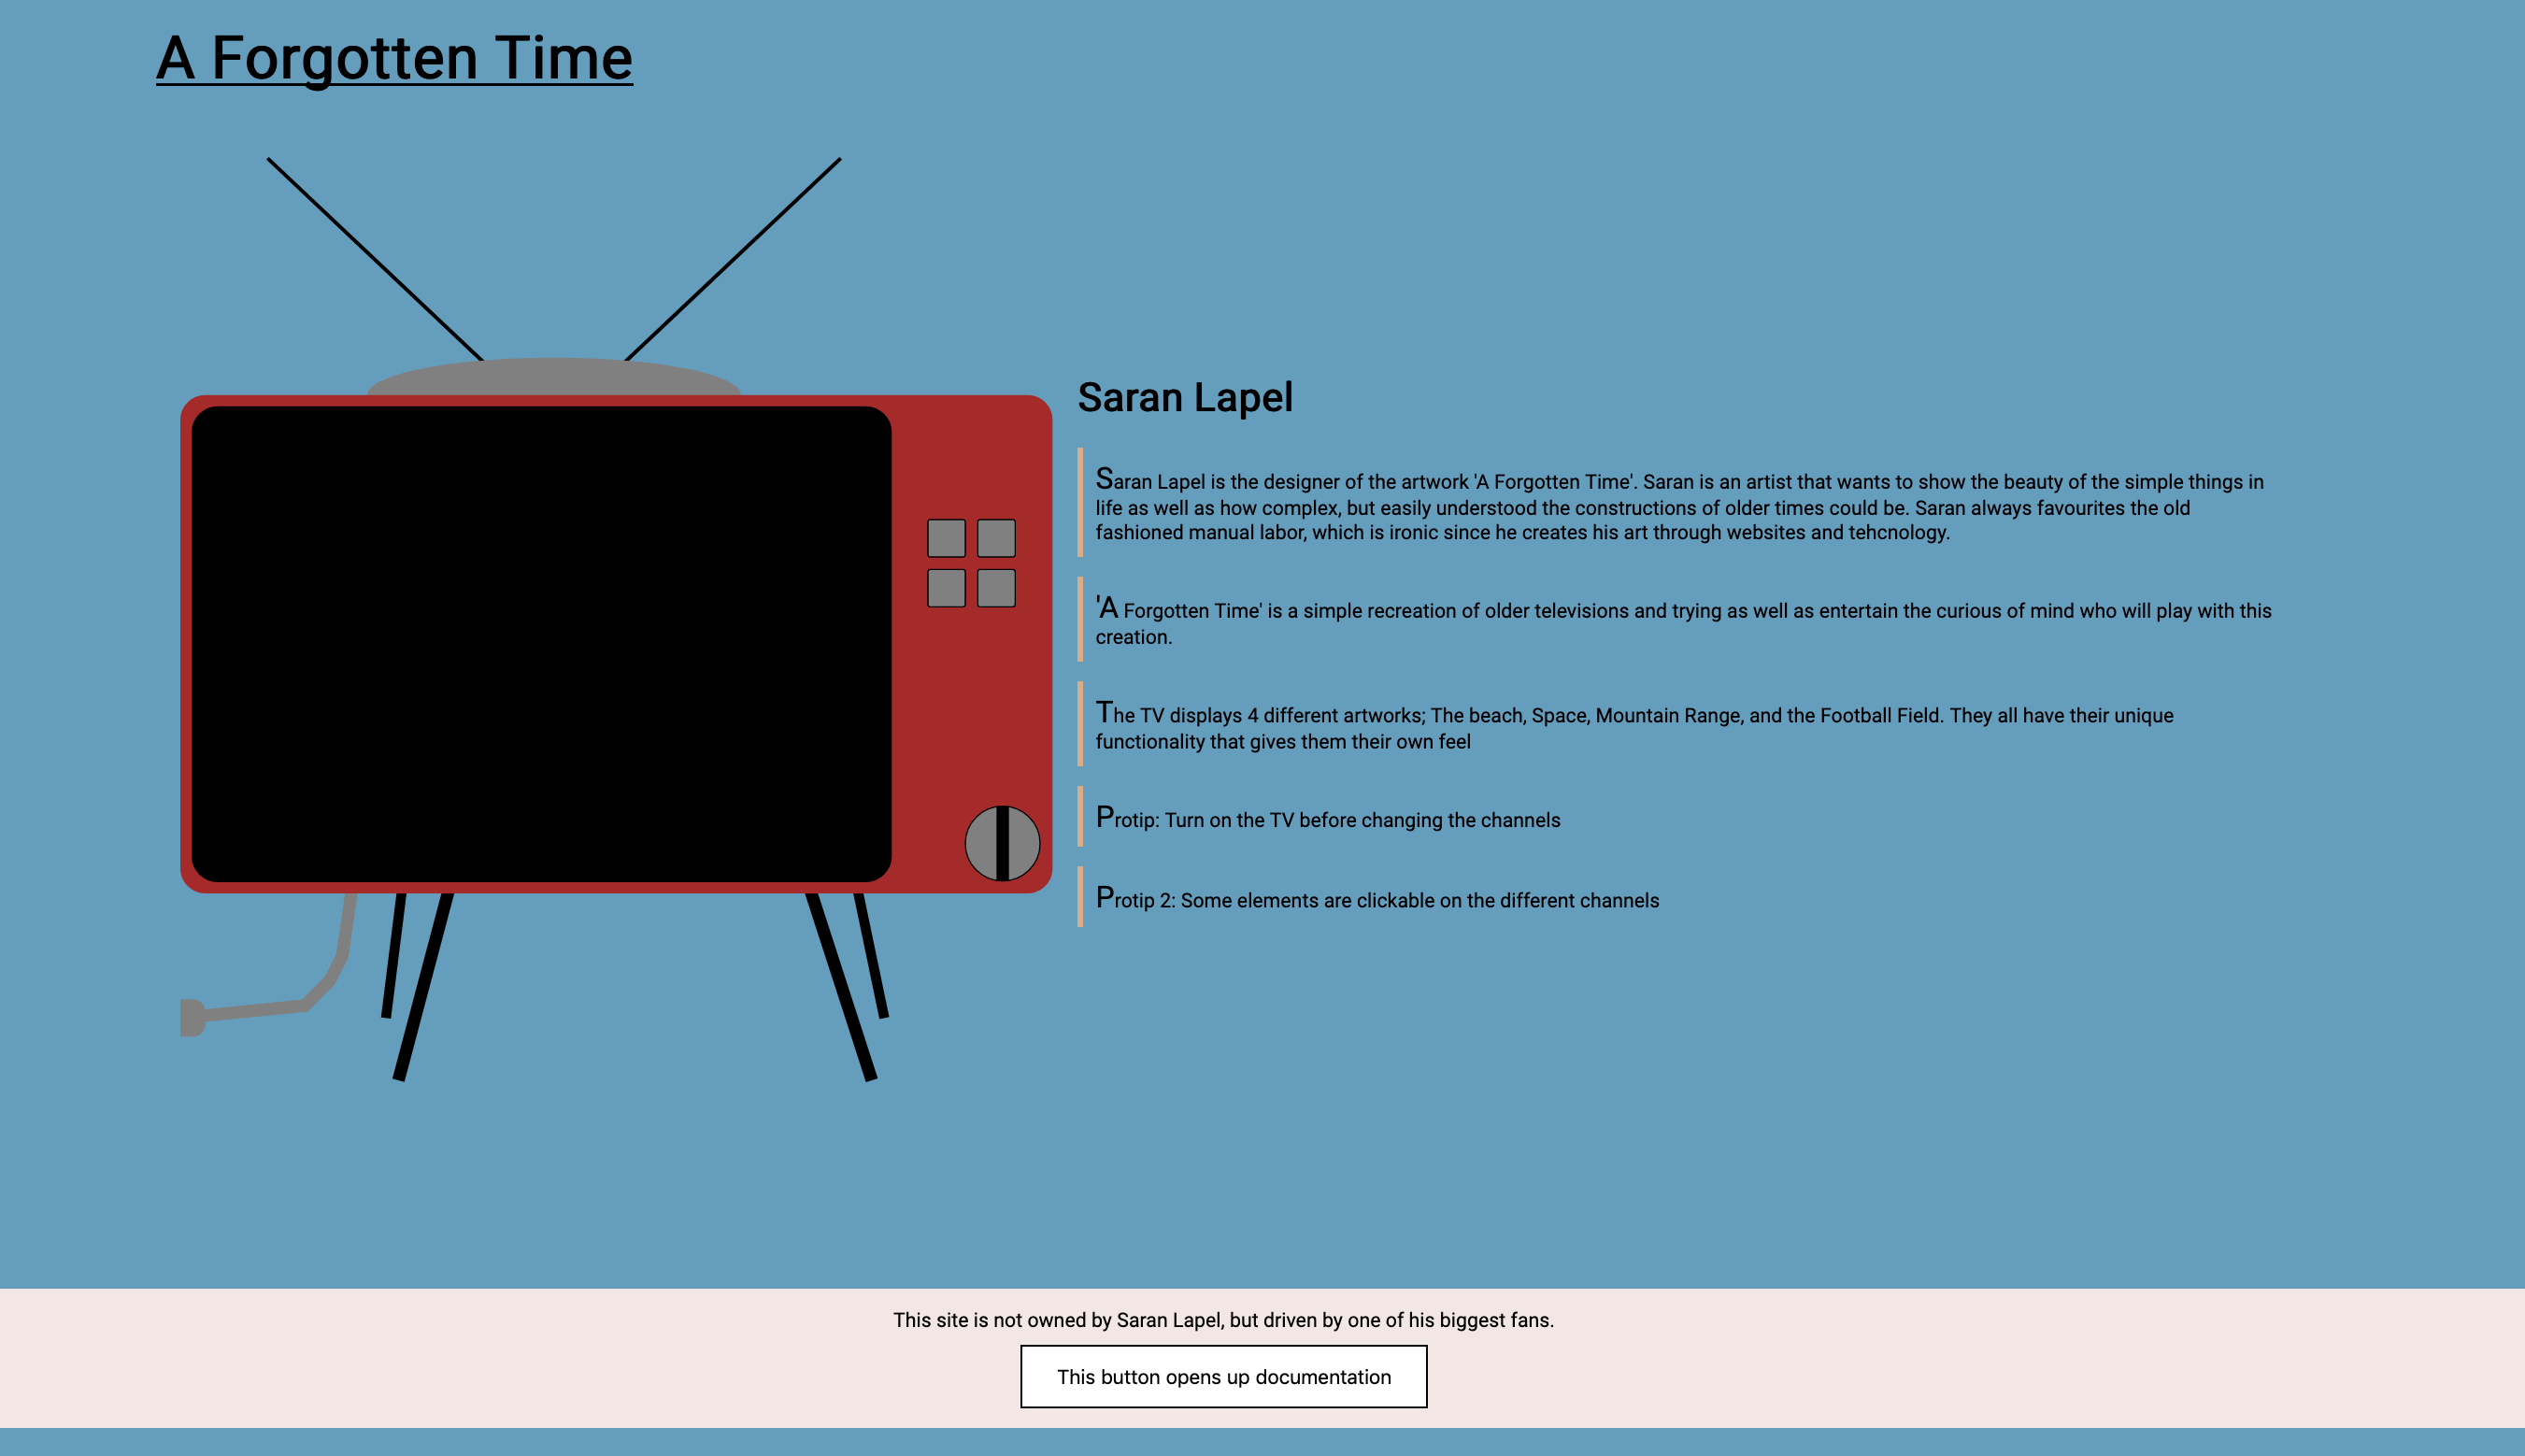 A Forgotten Time
Saran Lapel
Saran Lapel is the designer of the artwork 'A Forgotten Time'. Saran is an artist that wants to show the beauty of the simple things in
life as well as how complex, but easily understood the constructions of older times could be. Saran always favourites the old
fashioned manual labor, which is ironic since he creates his art through websites and tehcnology.
'A Forgotten Time' is a simple recreation of older televisions and trying as well as entertain the curious of mind who will play with this
creation.
The TV displays 4 different artworks; The beach, Space, Mountain Range, and the Football Field. They all have their unique
functionality that gives them their own feel
Protip: Turn on the TV before changing the channels
Protip 2: Some elements are clickable on the different channels
This site is not owned by Saran Lapel, but driven by one of his biggest fans.
This button opens up documentation